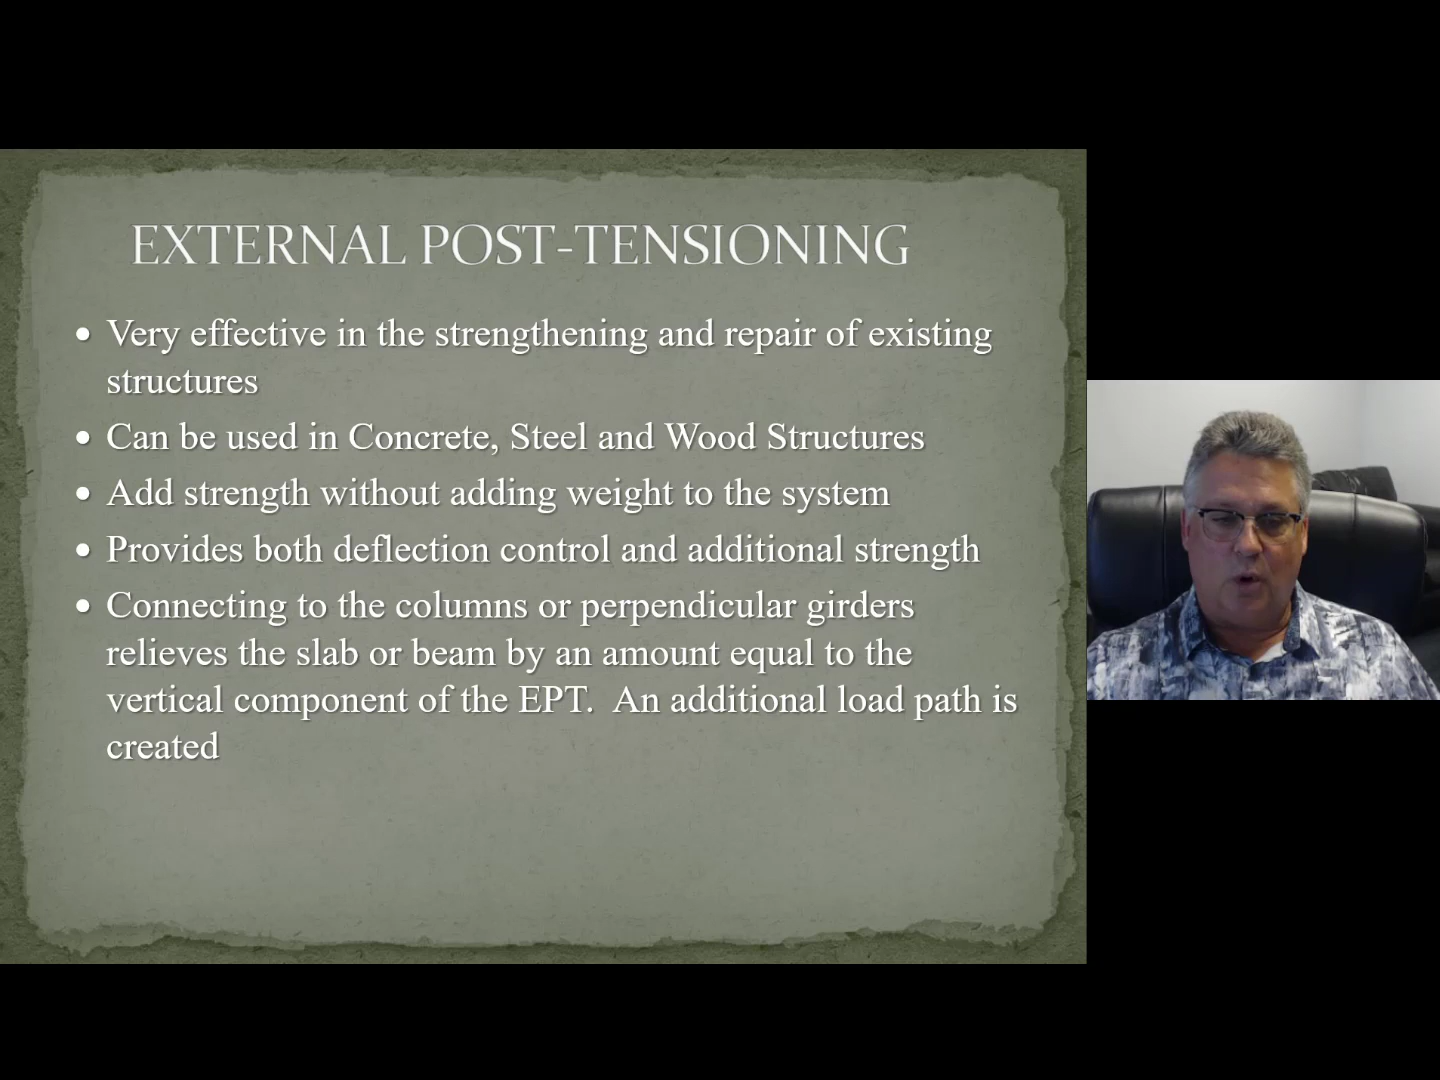 EXTERNAL POST-TENSIONING
• Very effective in the strengthening and repair of existing
structures
• Can be used in Concrete, Steel and Wood Structures
• Add strength without adding weight to the system
• Provides both deflection control and additional strength
• Connecting to the columns or perpendicular girders
relieves the slab or beam by an amount equal to the
vertical component of the EPT.  An additional load path is
created